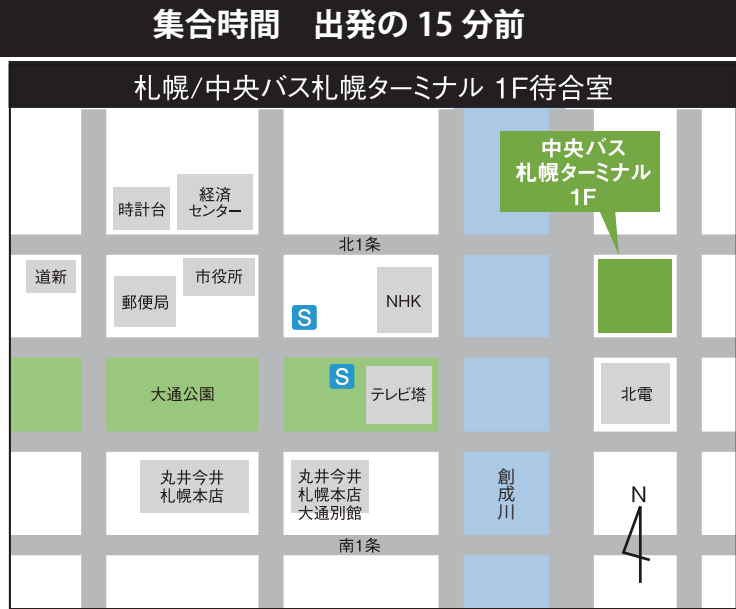 集合時間　出発の 15 分前
札幌/中央バス札幌ターミナル 1F待合室
中央バス
札幌ターミナル
1F
経済
センター
時計台
北1条
道新
市役所
郵便局
NHK
S
S
大通公園
テレビ塔
北電
丸井今井
札幌本店
丸井今井
札幌本店
大通別館
創成川
N
南1条